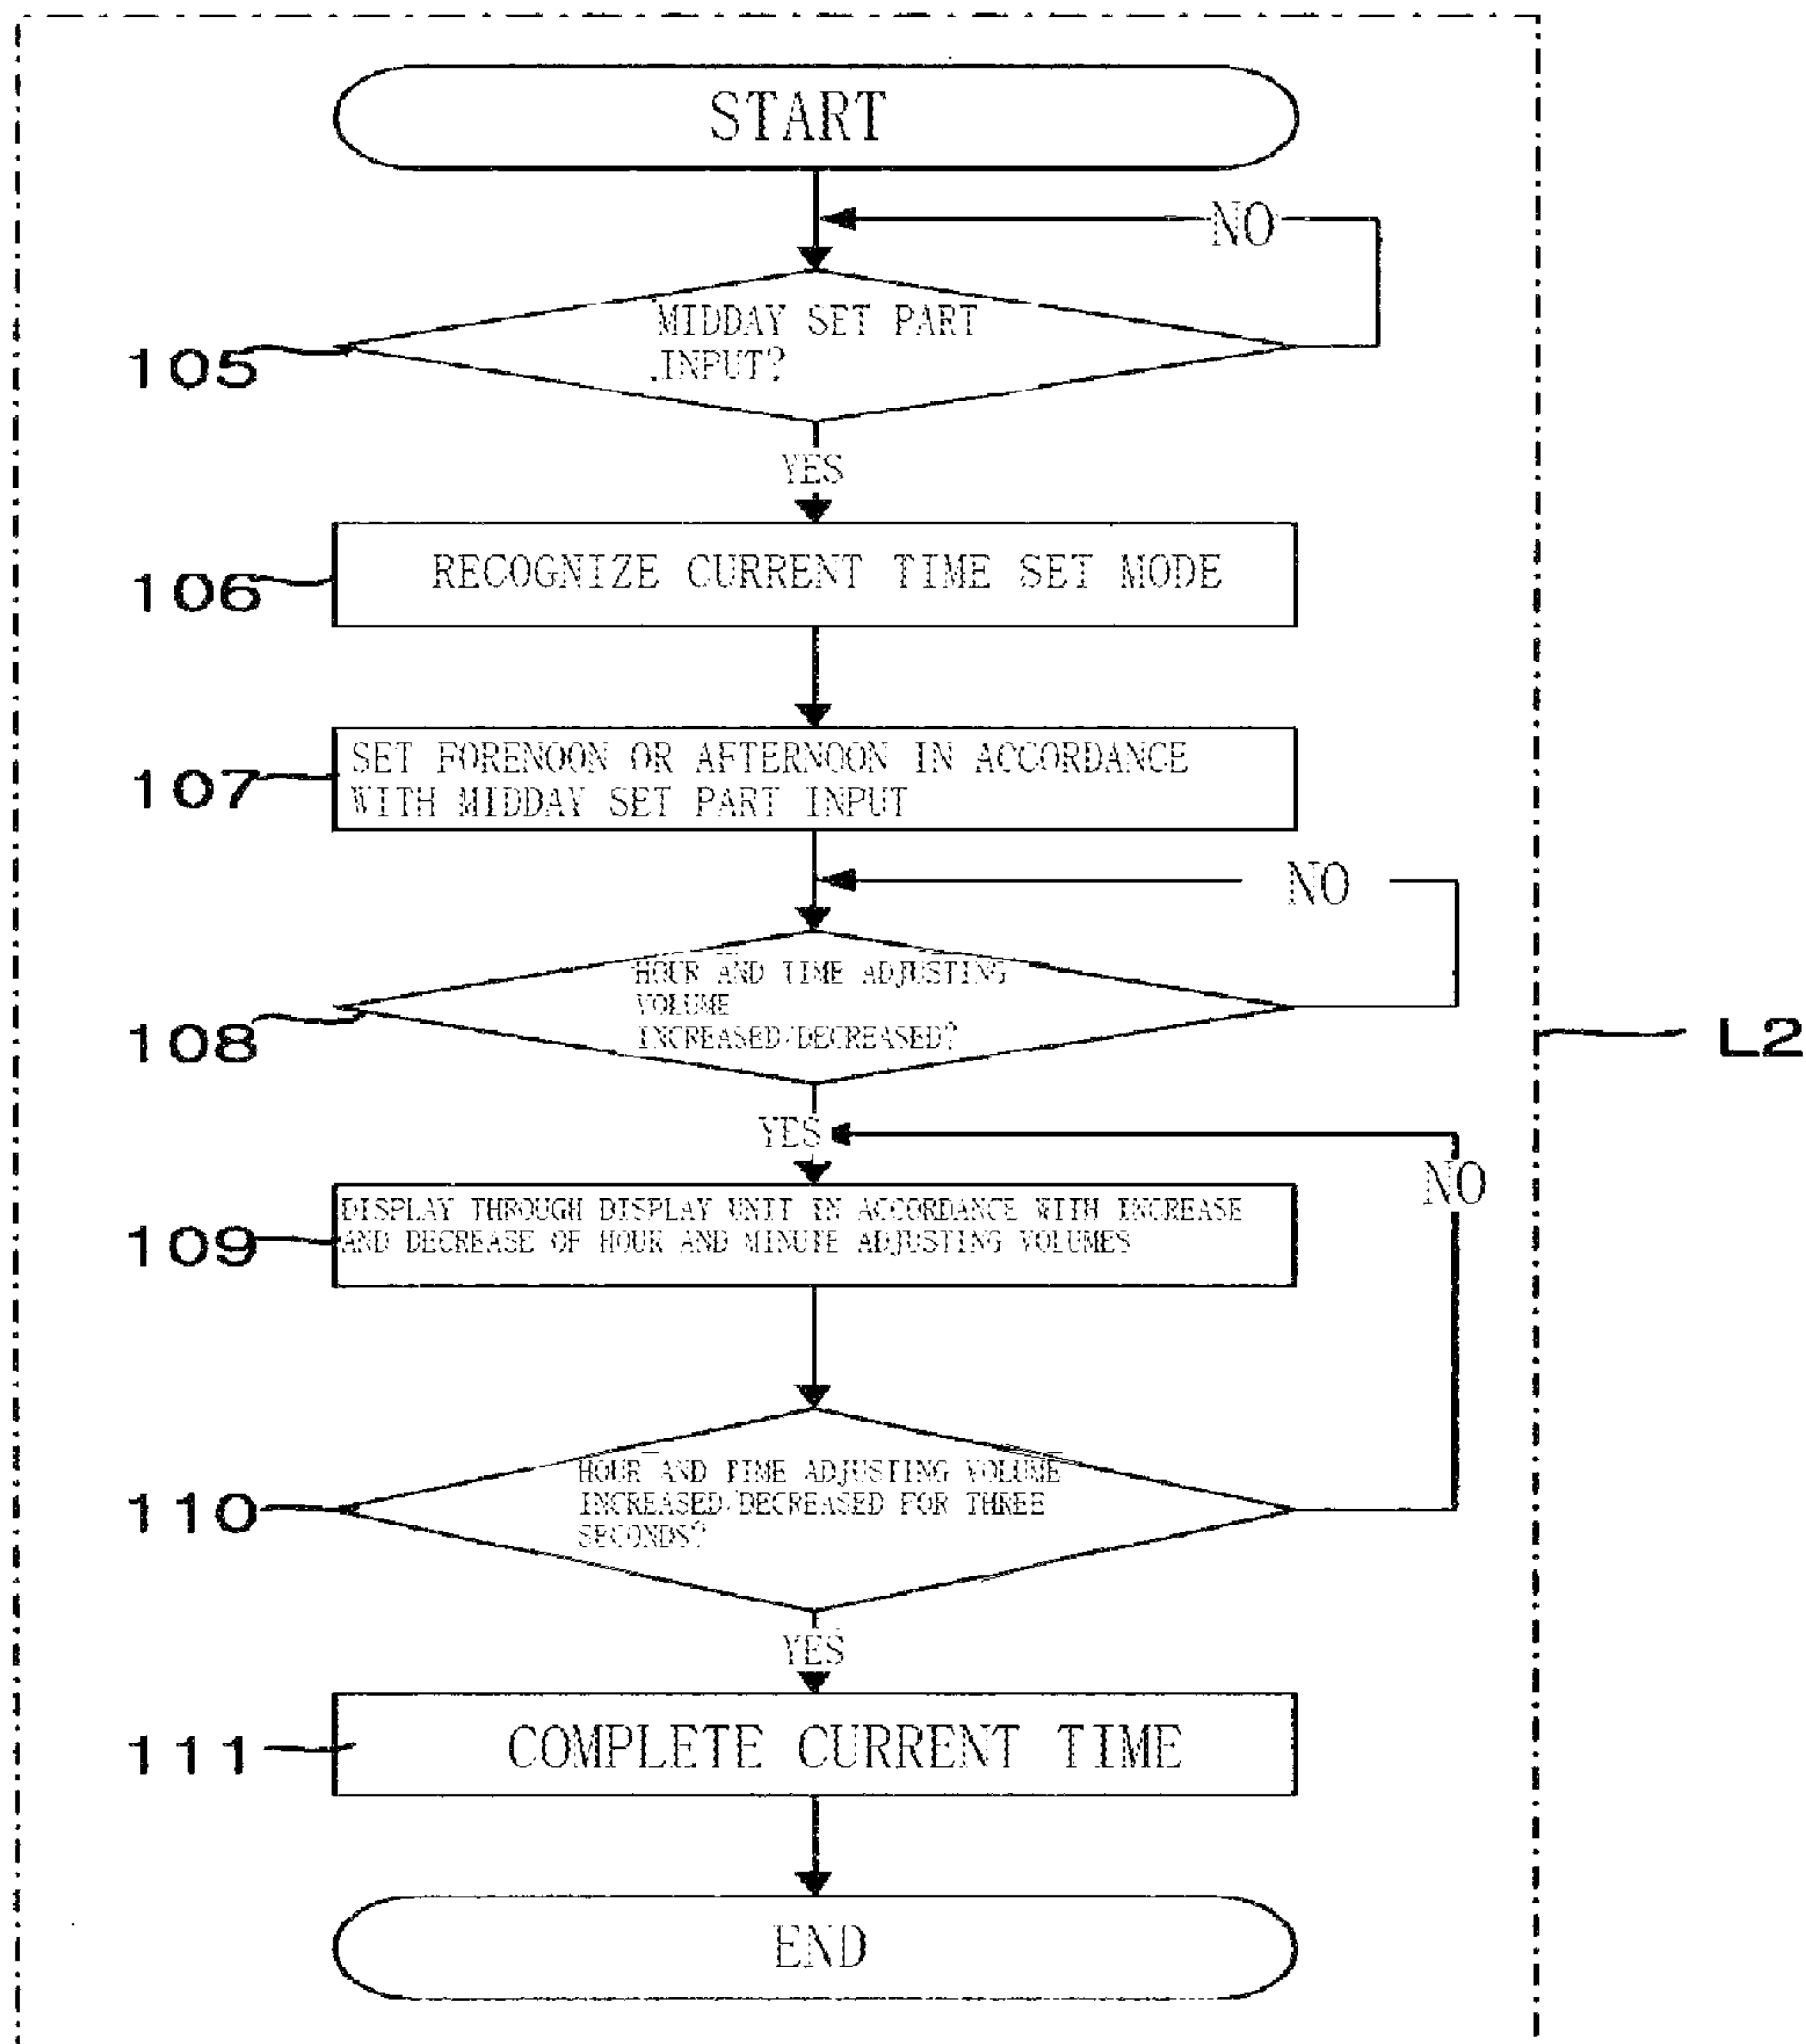 START
NO
MIDDAY SET PART
INPUT?
105
YES
106
RECOGNIZE CURRENT TIME SET MODE
107
SET FORENOON OR AFTERNOON IN ACCORDANCE
WITH MIDDAY SET PART INPUT
NO
HOUR AND TIME ADJUSTING
VOLUME
INCREASED/DECREASED?
108
L2
YES
NO
DISPLAY THROUGH DISPLAY UNIT IN ACCORDANCE WITH INCREASE
AND DECREASE OF HOUR AND MINUTE ADJUSTING VOLUMES
109
HOUR AND TIME ADJUSTING VOLUME
INCREASED/DECREASED FOR THREE
SECONDS?
110
YES
111
COMPLETE CURRENT TIME
END